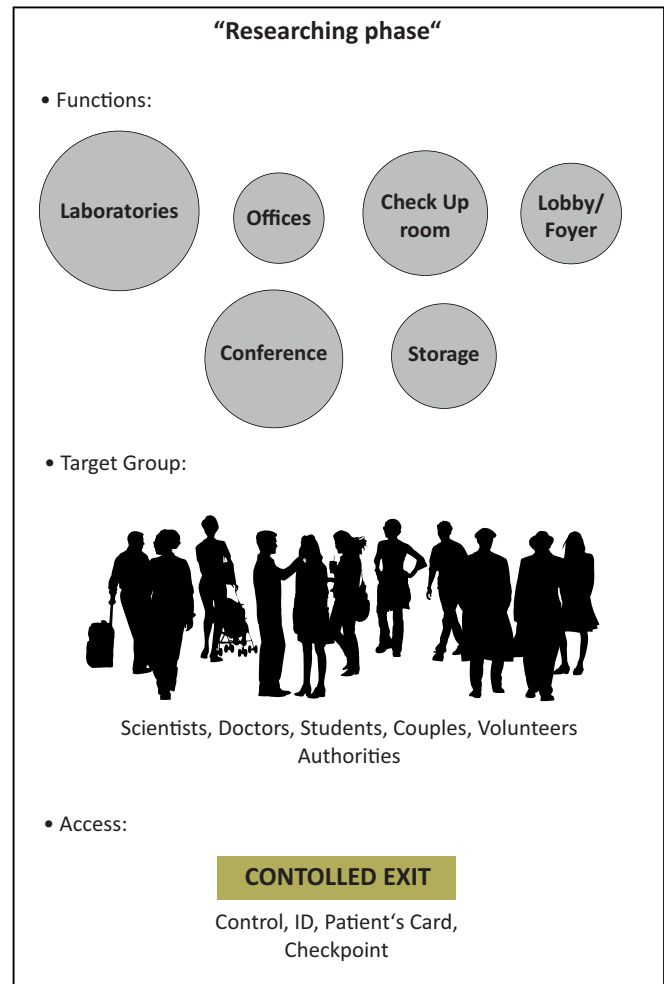 “Researching phase“
• Functions:
Laboratories
Offices
Check Up
room
Lobby/
Foyer
Conference
Storage
• Target Group:
Scientists, Doctors, Students, Couples, Volunteers
Authorities
• Access:
CONTOLLED EXIT
Control, ID, Patient‘s Card,
Checkpoint